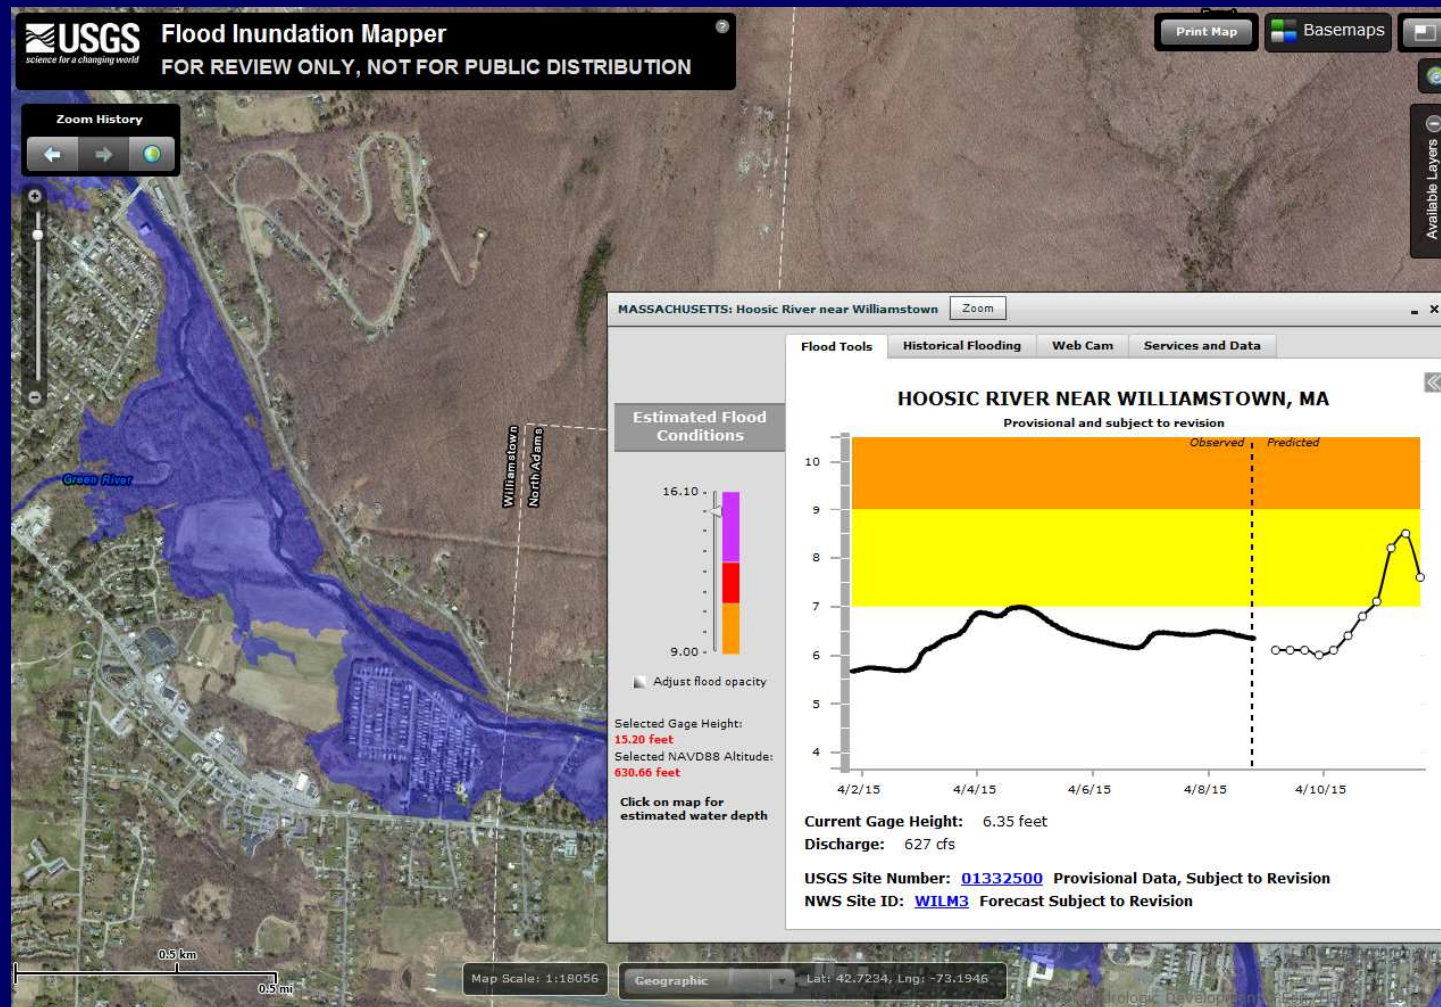 USGS
science for a changing world
Flood Inundation Mapper
FOR REVIEW ONLY, NOT FOR PUBLIC DISTRIBUTION
?
Print Map
Basemaps
Zoom History
Available Layers
Green River
Williamstown
North Adams
MASSACHUSETTS: Hoosic River near Williamstown
Zoom
Flood Tools
Historical Flooding
Web Cam
Services and Data
Estimated Flood
Conditions
16.10
9.00
Adjust flood opacity
Selected Gage Height:
15.20 feet
Selected NAVD88 Altitude:
630.66 feet
Click on map for
estimated water depth
HOOSIC RIVER NEAR WILLIAMSTOWN, MA
Provisional and subject to revision
Observed
Predicted
10
9
8
7
6
5
4
4/2/15
4/4/15
4/6/15
4/8/15
4/10/15
Current Gage Height: 6.35 feet
Discharge: 627 cfs
USGS Site Number: 01332500 Provisional Data, Subject to Revision
NWS Site ID: WILM3 Forecast Subject to Revision
0.5 km
0.5 mi
Map Scale: 1:18056
Geographic
Lat: 42.7234, Lng: -73.1946